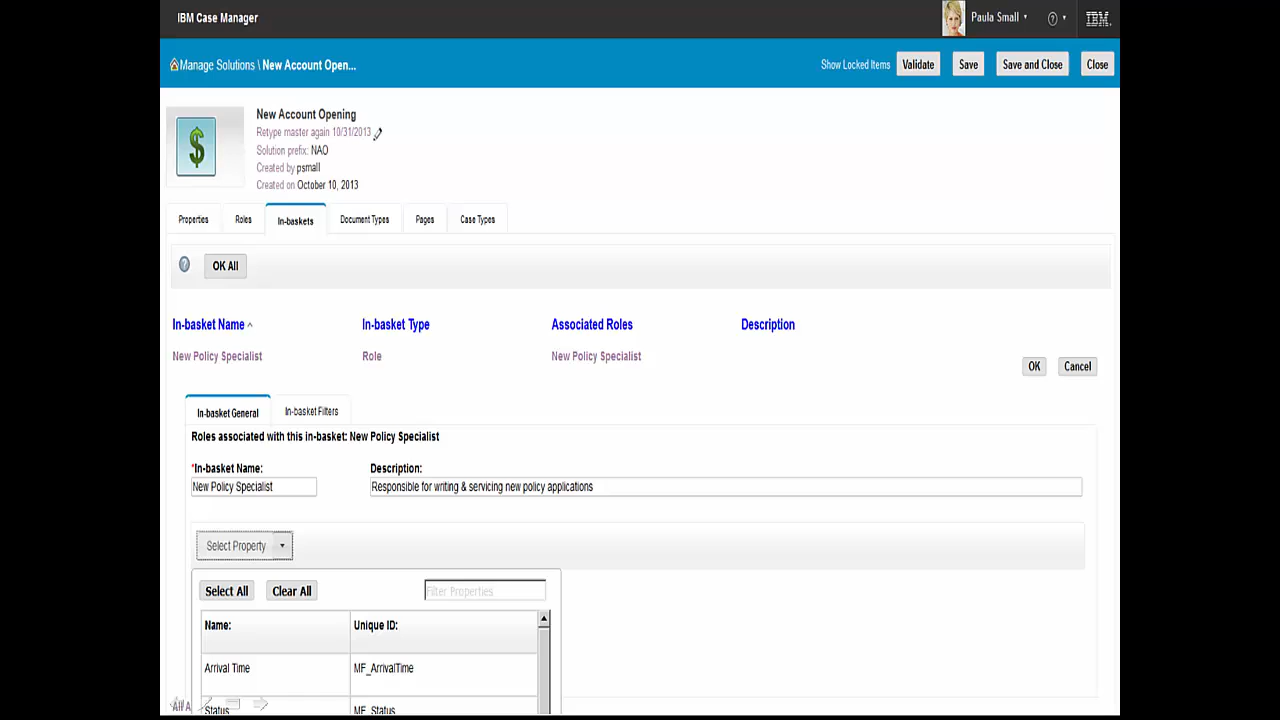 IBM Case Manager
Paula Small
IBM.
Manage Solutions \ New Account Open...
Show Locked Items
Validate
Save
Save and Close
Close
New Account Opening
Retype master again 10/31/2013
Solution prefix: NAO
Created by psmall
Created on October 10, 2013
Properties
Roles
In-baskets
Document Types
Pages
Case Types
?
OK All
In-basket Name In-basket Type Associated Roles Description
New Policy Specialist Role New Policy Specialist
OK
Cancel
In-basket General
In-basket Filters
Roles associated with this in-basket: New Policy Specialist
*In-basket Name: Description:
New Policy Specialist Responsible for writing & servicing new policy applications
Select Property
Select All
Clear All
Filter Properties
Name: Unique ID:
Arrival Time MF_ArrivalTime
Status MF_Status